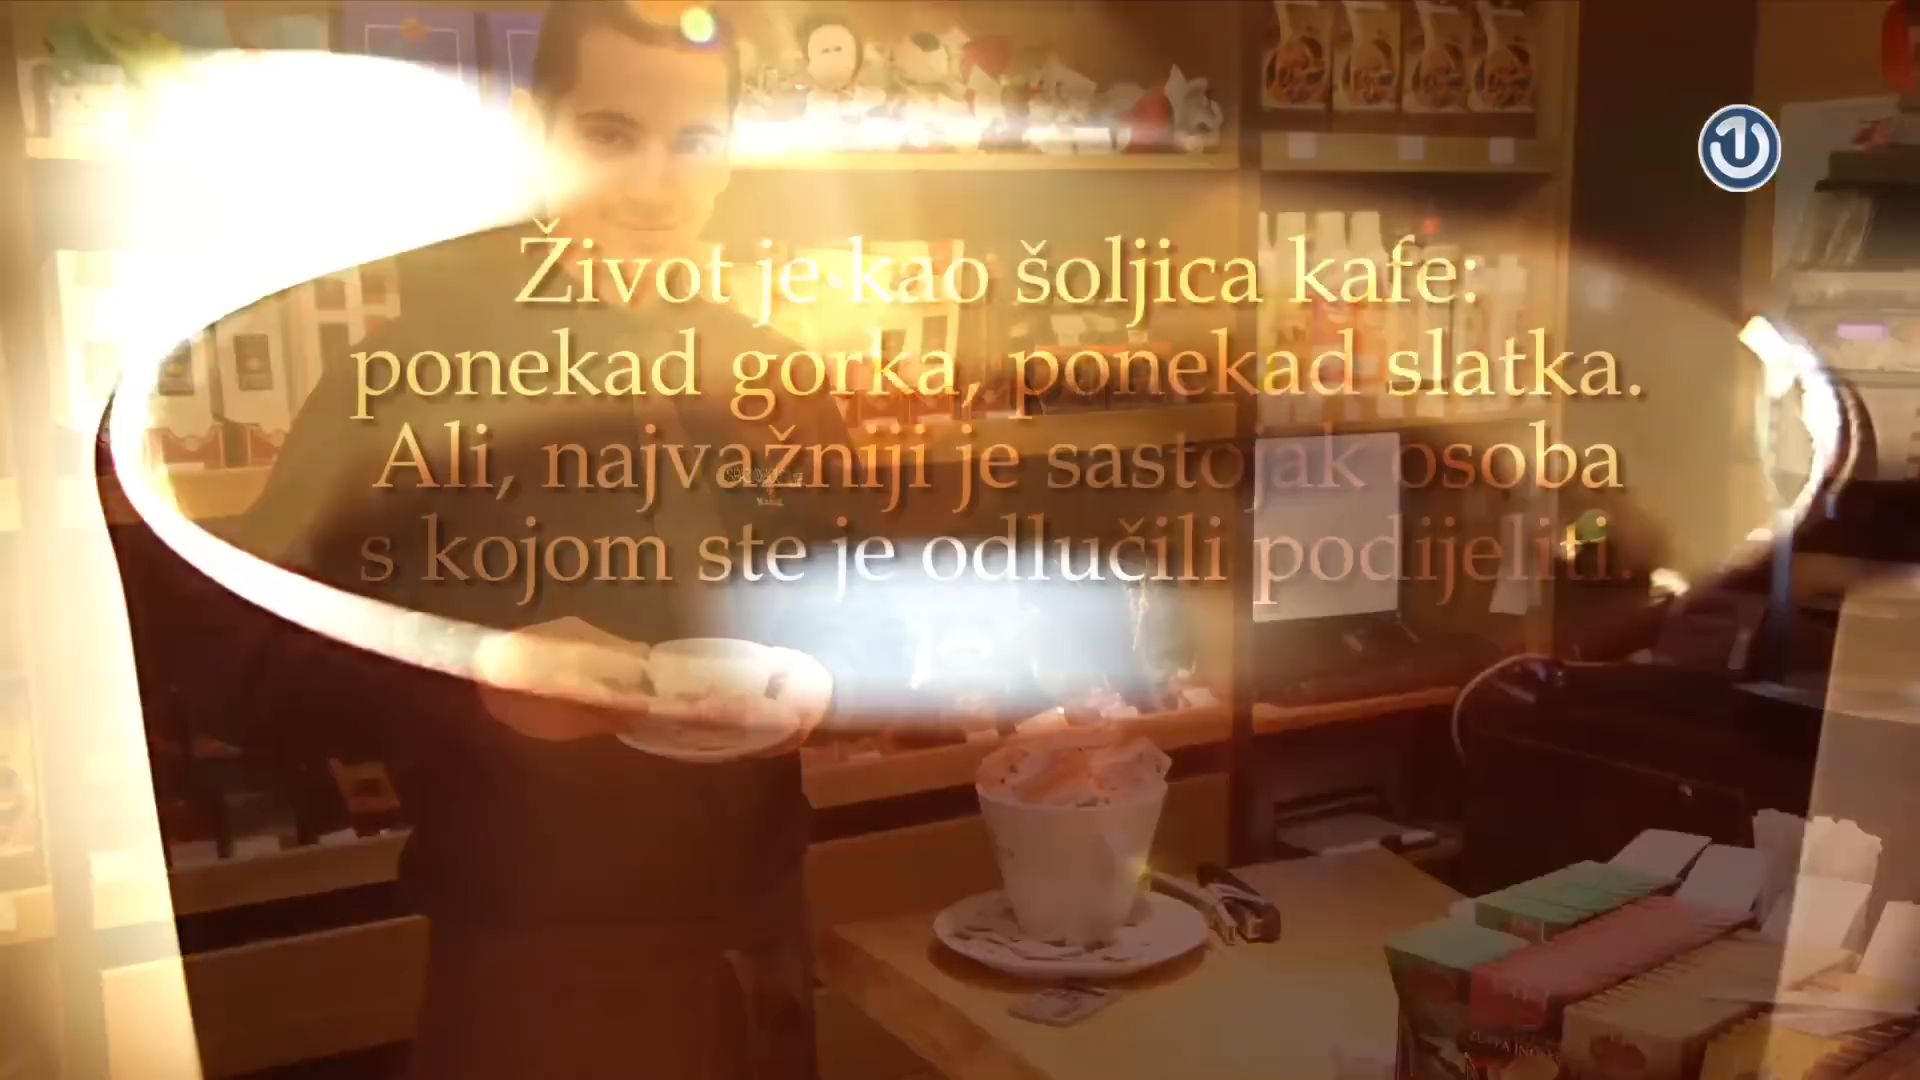 Život je kao šoljica kafe:
ponekad gorka, ponekad slatka.
Ali, najvažniji je sastojak osoba
s kojom ste je odlučili podijeliti.